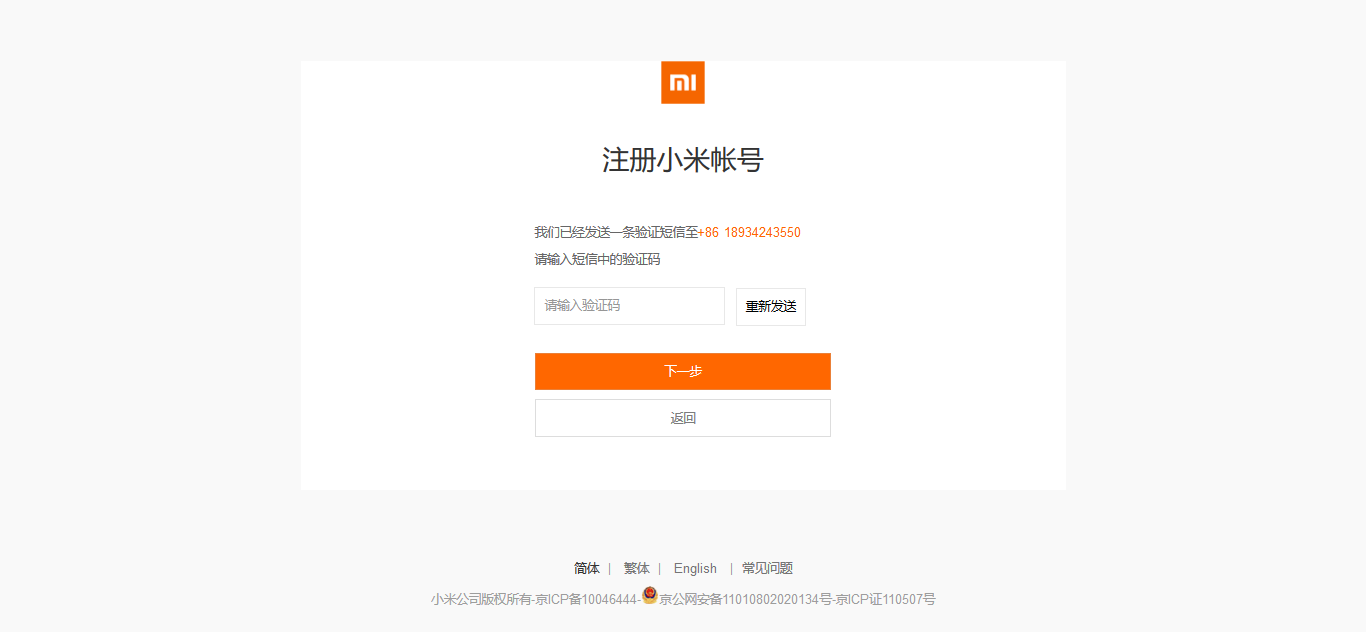 mi
注册小米帐号
我们已经发送一条验证短信至+86 18934243550
请输入短信中的验证码
请输入验证码 重新发送
下一步
返回
简体 | 繁体 | English | 常见问题
小米公司版权所有-京ICP备10046444-京公网安备11010802020134号-京ICP证110507号